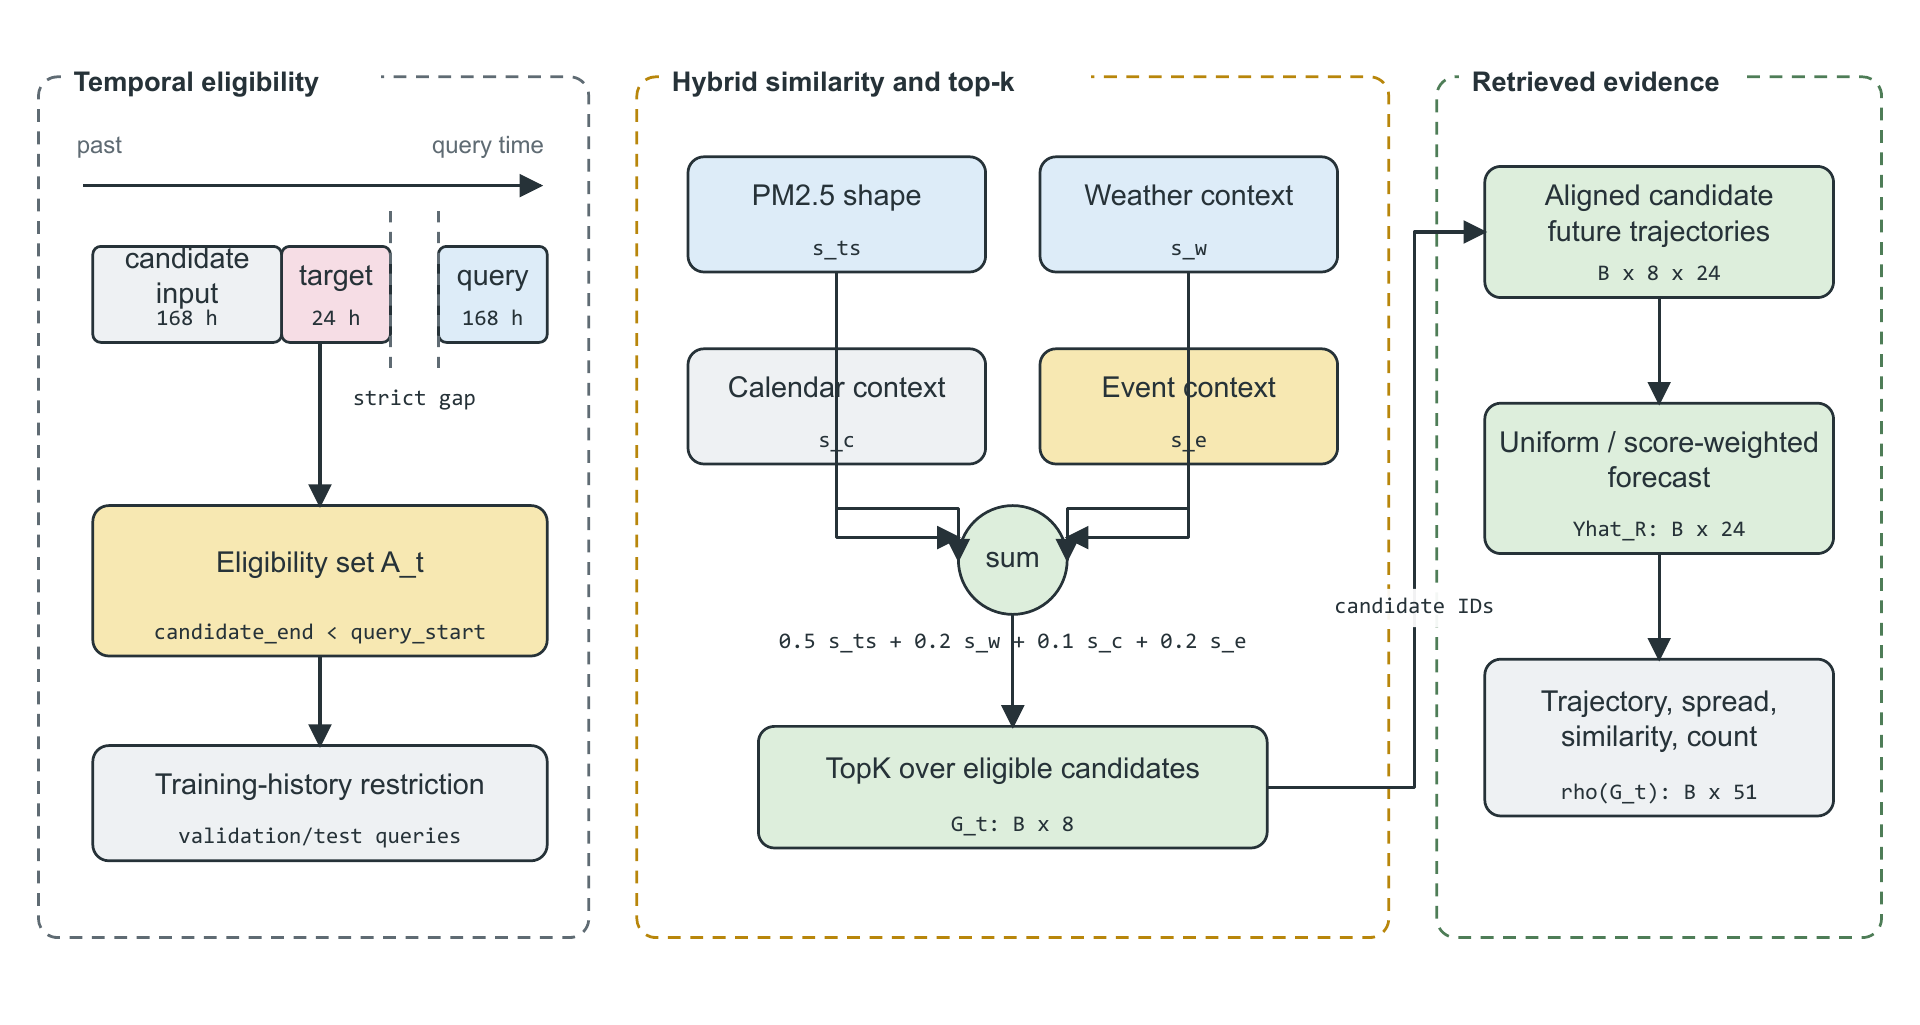 Temporal eligibility
past
query time
candidate
input
168 h
target
24 h
query
168 h
strict gap
Eligibility set A_t
candidate_end < query_start
Training-history restriction
validation/test queries
Hybrid similarity and top-k
PM2.5 shape
s_ts
Weather context
s_w
Calendar context
s_c
Event context
s_e
sum
0.5 s_ts + 0.2 s_w + 0.1 s_c + 0.2 s_e
TopK over eligible candidates
G_t: B x 8
candidate IDs
Retrieved evidence
Aligned candidate
future trajectories
B x 8 x 24
Uniform / score-weighted
forecast
Yhat_R: B x 24
Trajectory, spread,
similarity, count
rho(G_t): B x 51